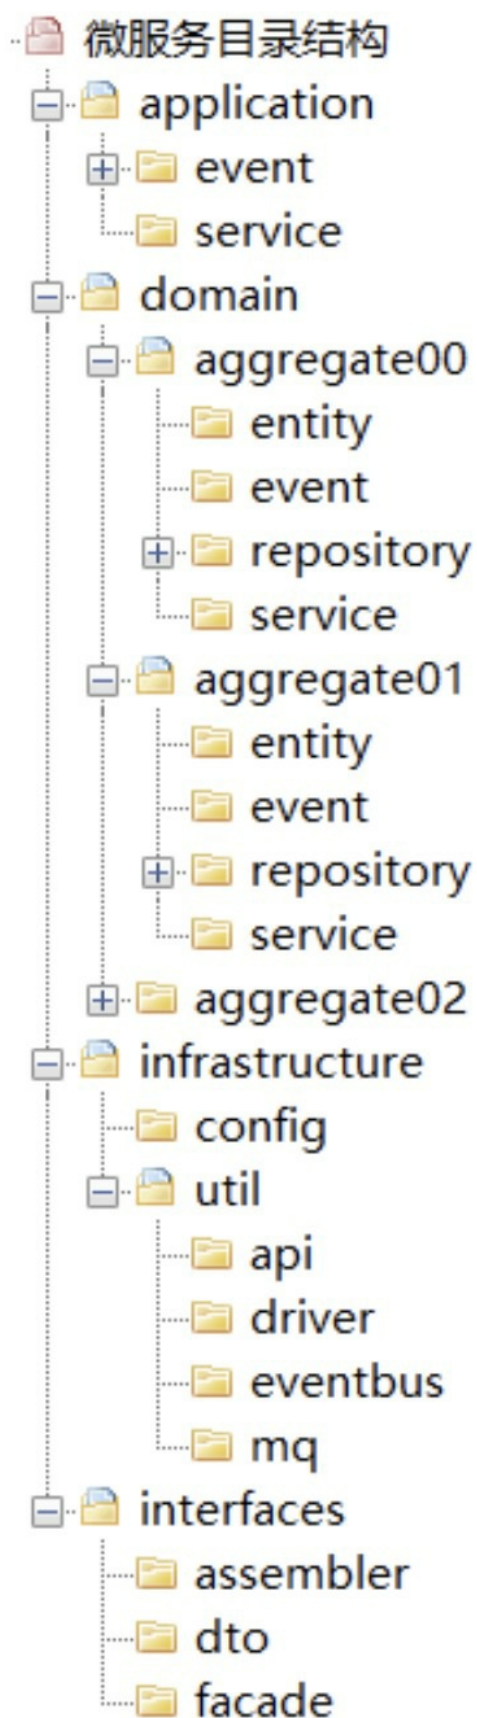 微服务目录结构
application
event
service
domain
aggregate00
entity
event
repository
service
aggregate01
entity
event
repository
service
aggregate02
infrastructure
config
util
api
driver
eventbus
mq
interfaces
assembler
dto
facade